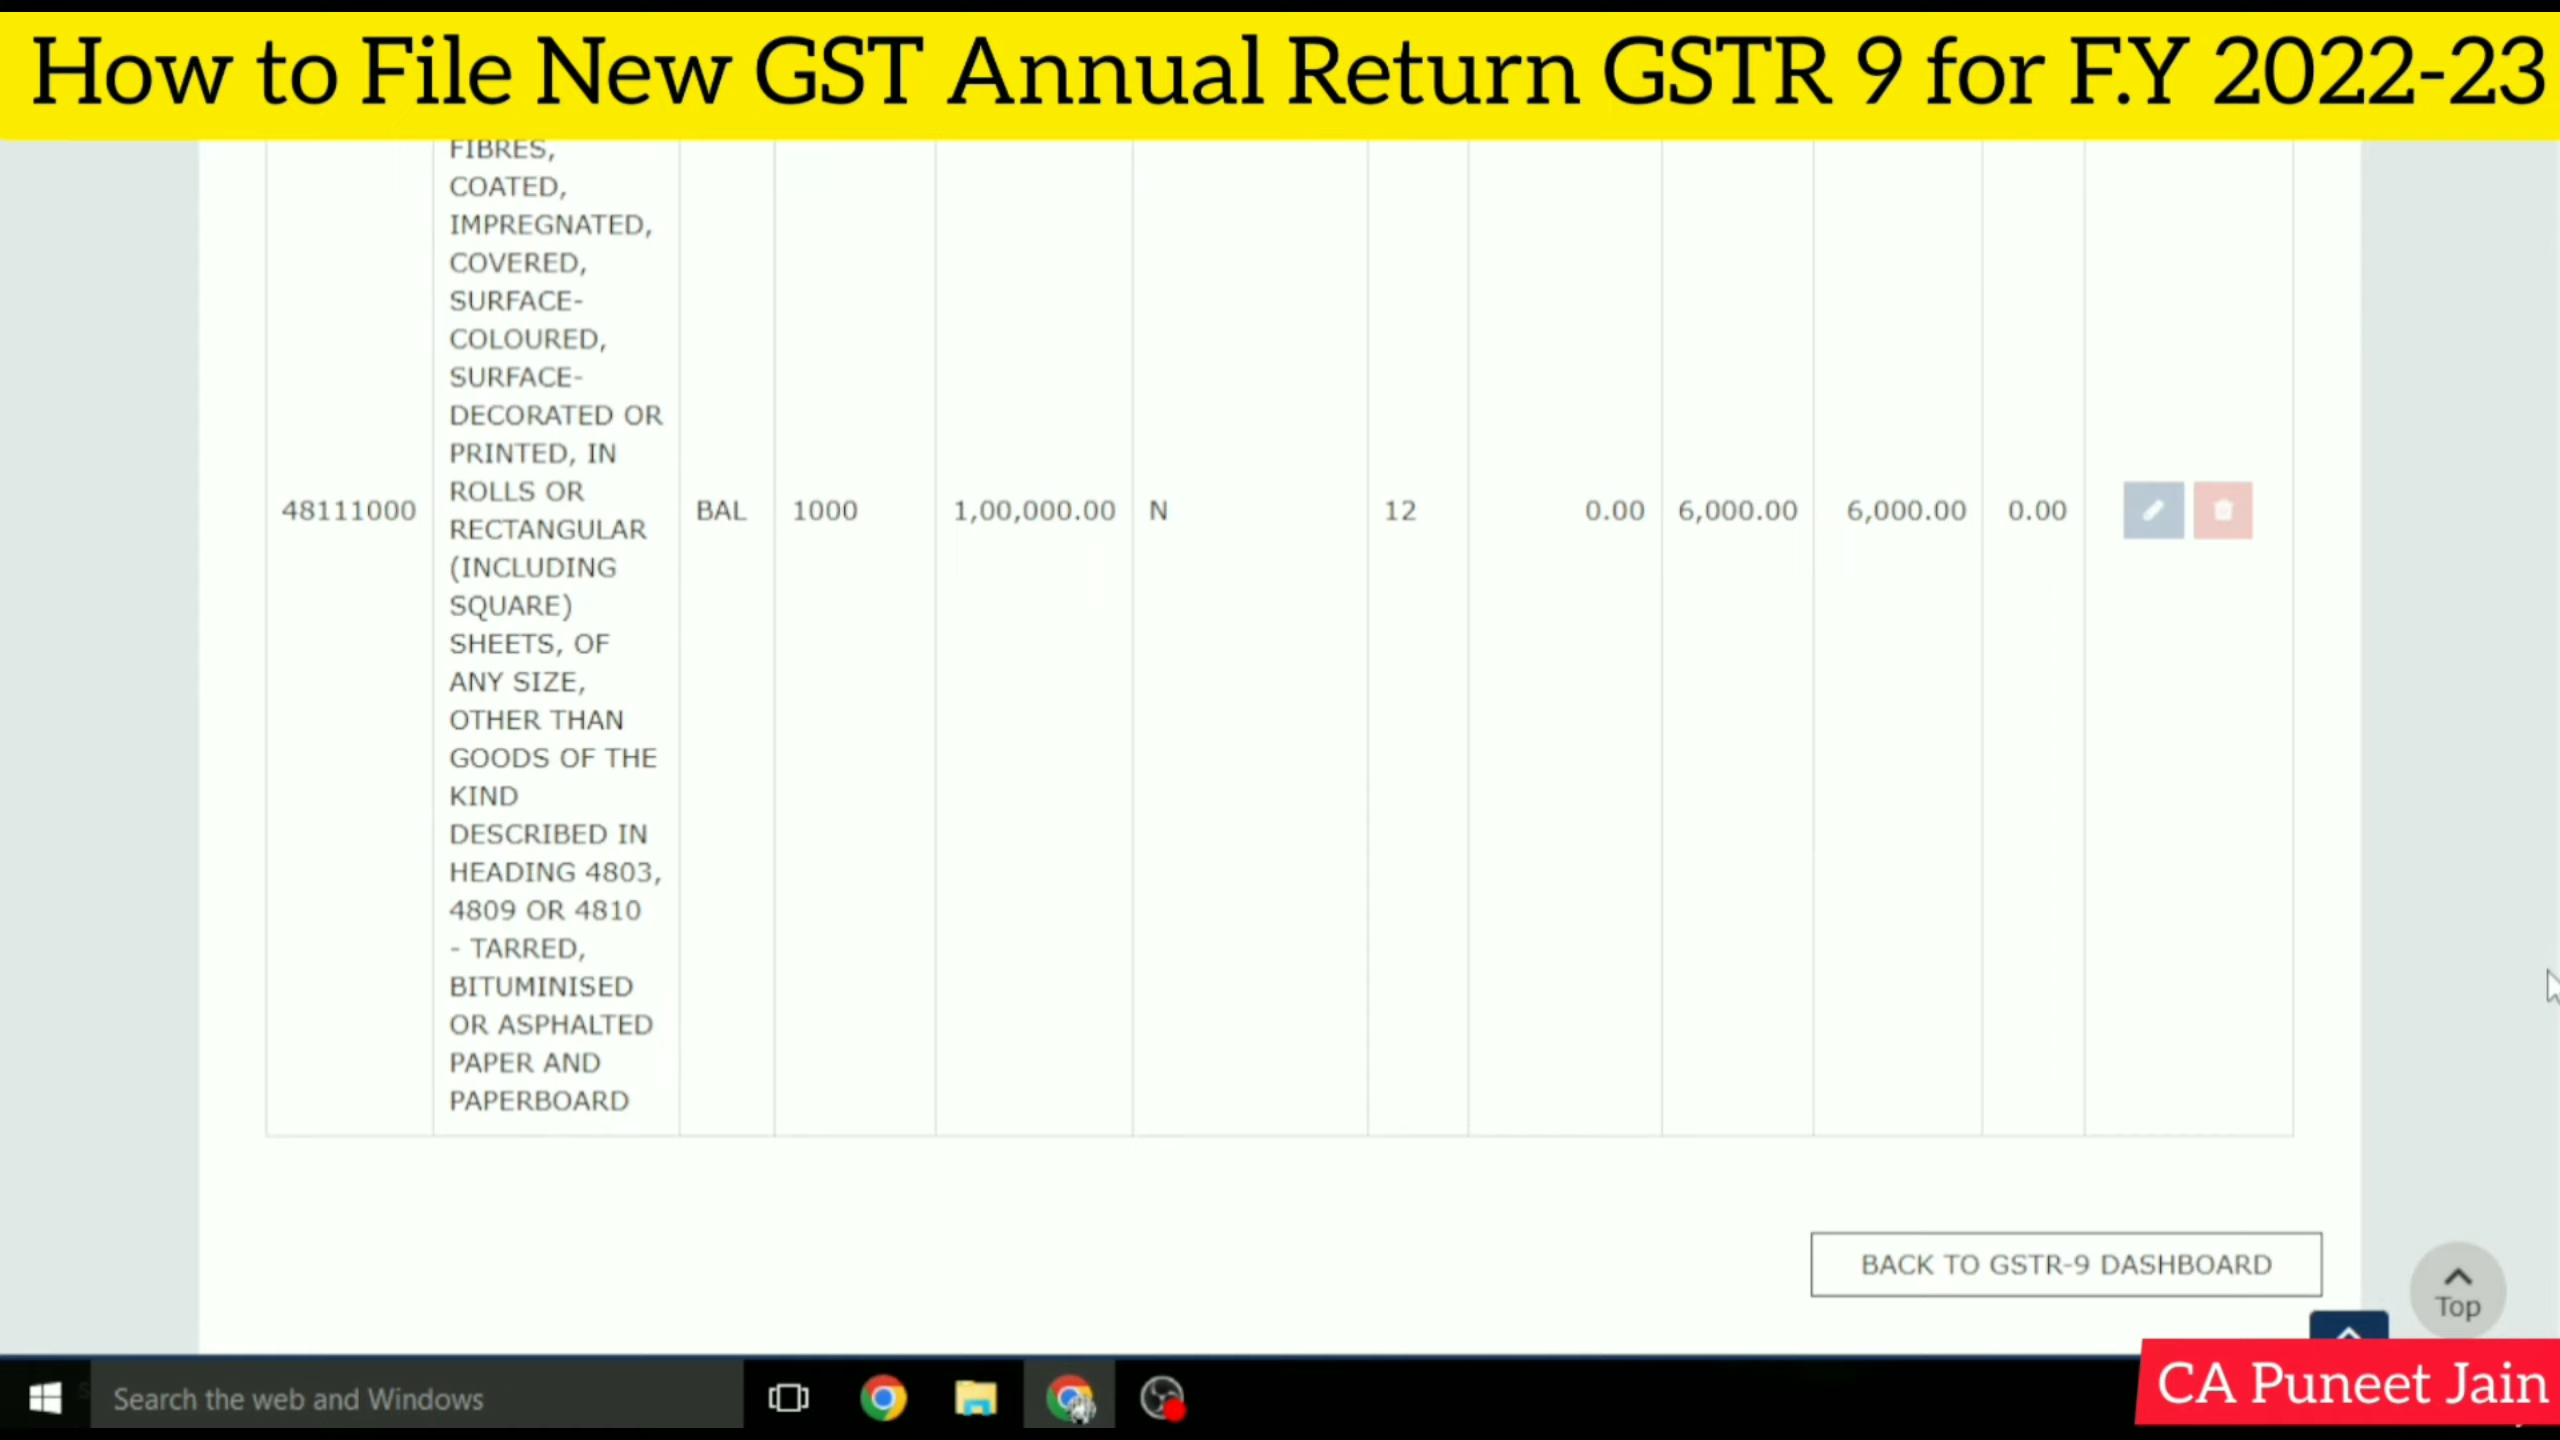 How to File New GST Annual Return GSTR 9 for F.Y 2022-23
FIBRES,
COATED,
IMPREGNATED,
COVERED,
SURFACE-
COLOURED,
SURFACE-
DECORATED OR
PRINTED, IN
ROLLS OR
48111000 BAL 1000 1,00,000.00 N 12 0.00 6,000.00 6,000.00 0.00
RECTANGULAR
(INCLUDING
SQUARE)
SHEETS, OF
ANY SIZE,
OTHER THAN
GOODS OF THE
KIND
DESCRIBED IN
HEADING 4803,
4809 OR 4810
- TARRED,
BITUMINISED
OR ASPHALTED
PAPER AND
PAPERBOARD
BACK TO GSTR-9 DASHBOARD
Top
Search the web and Windows
CA Puneet Jain